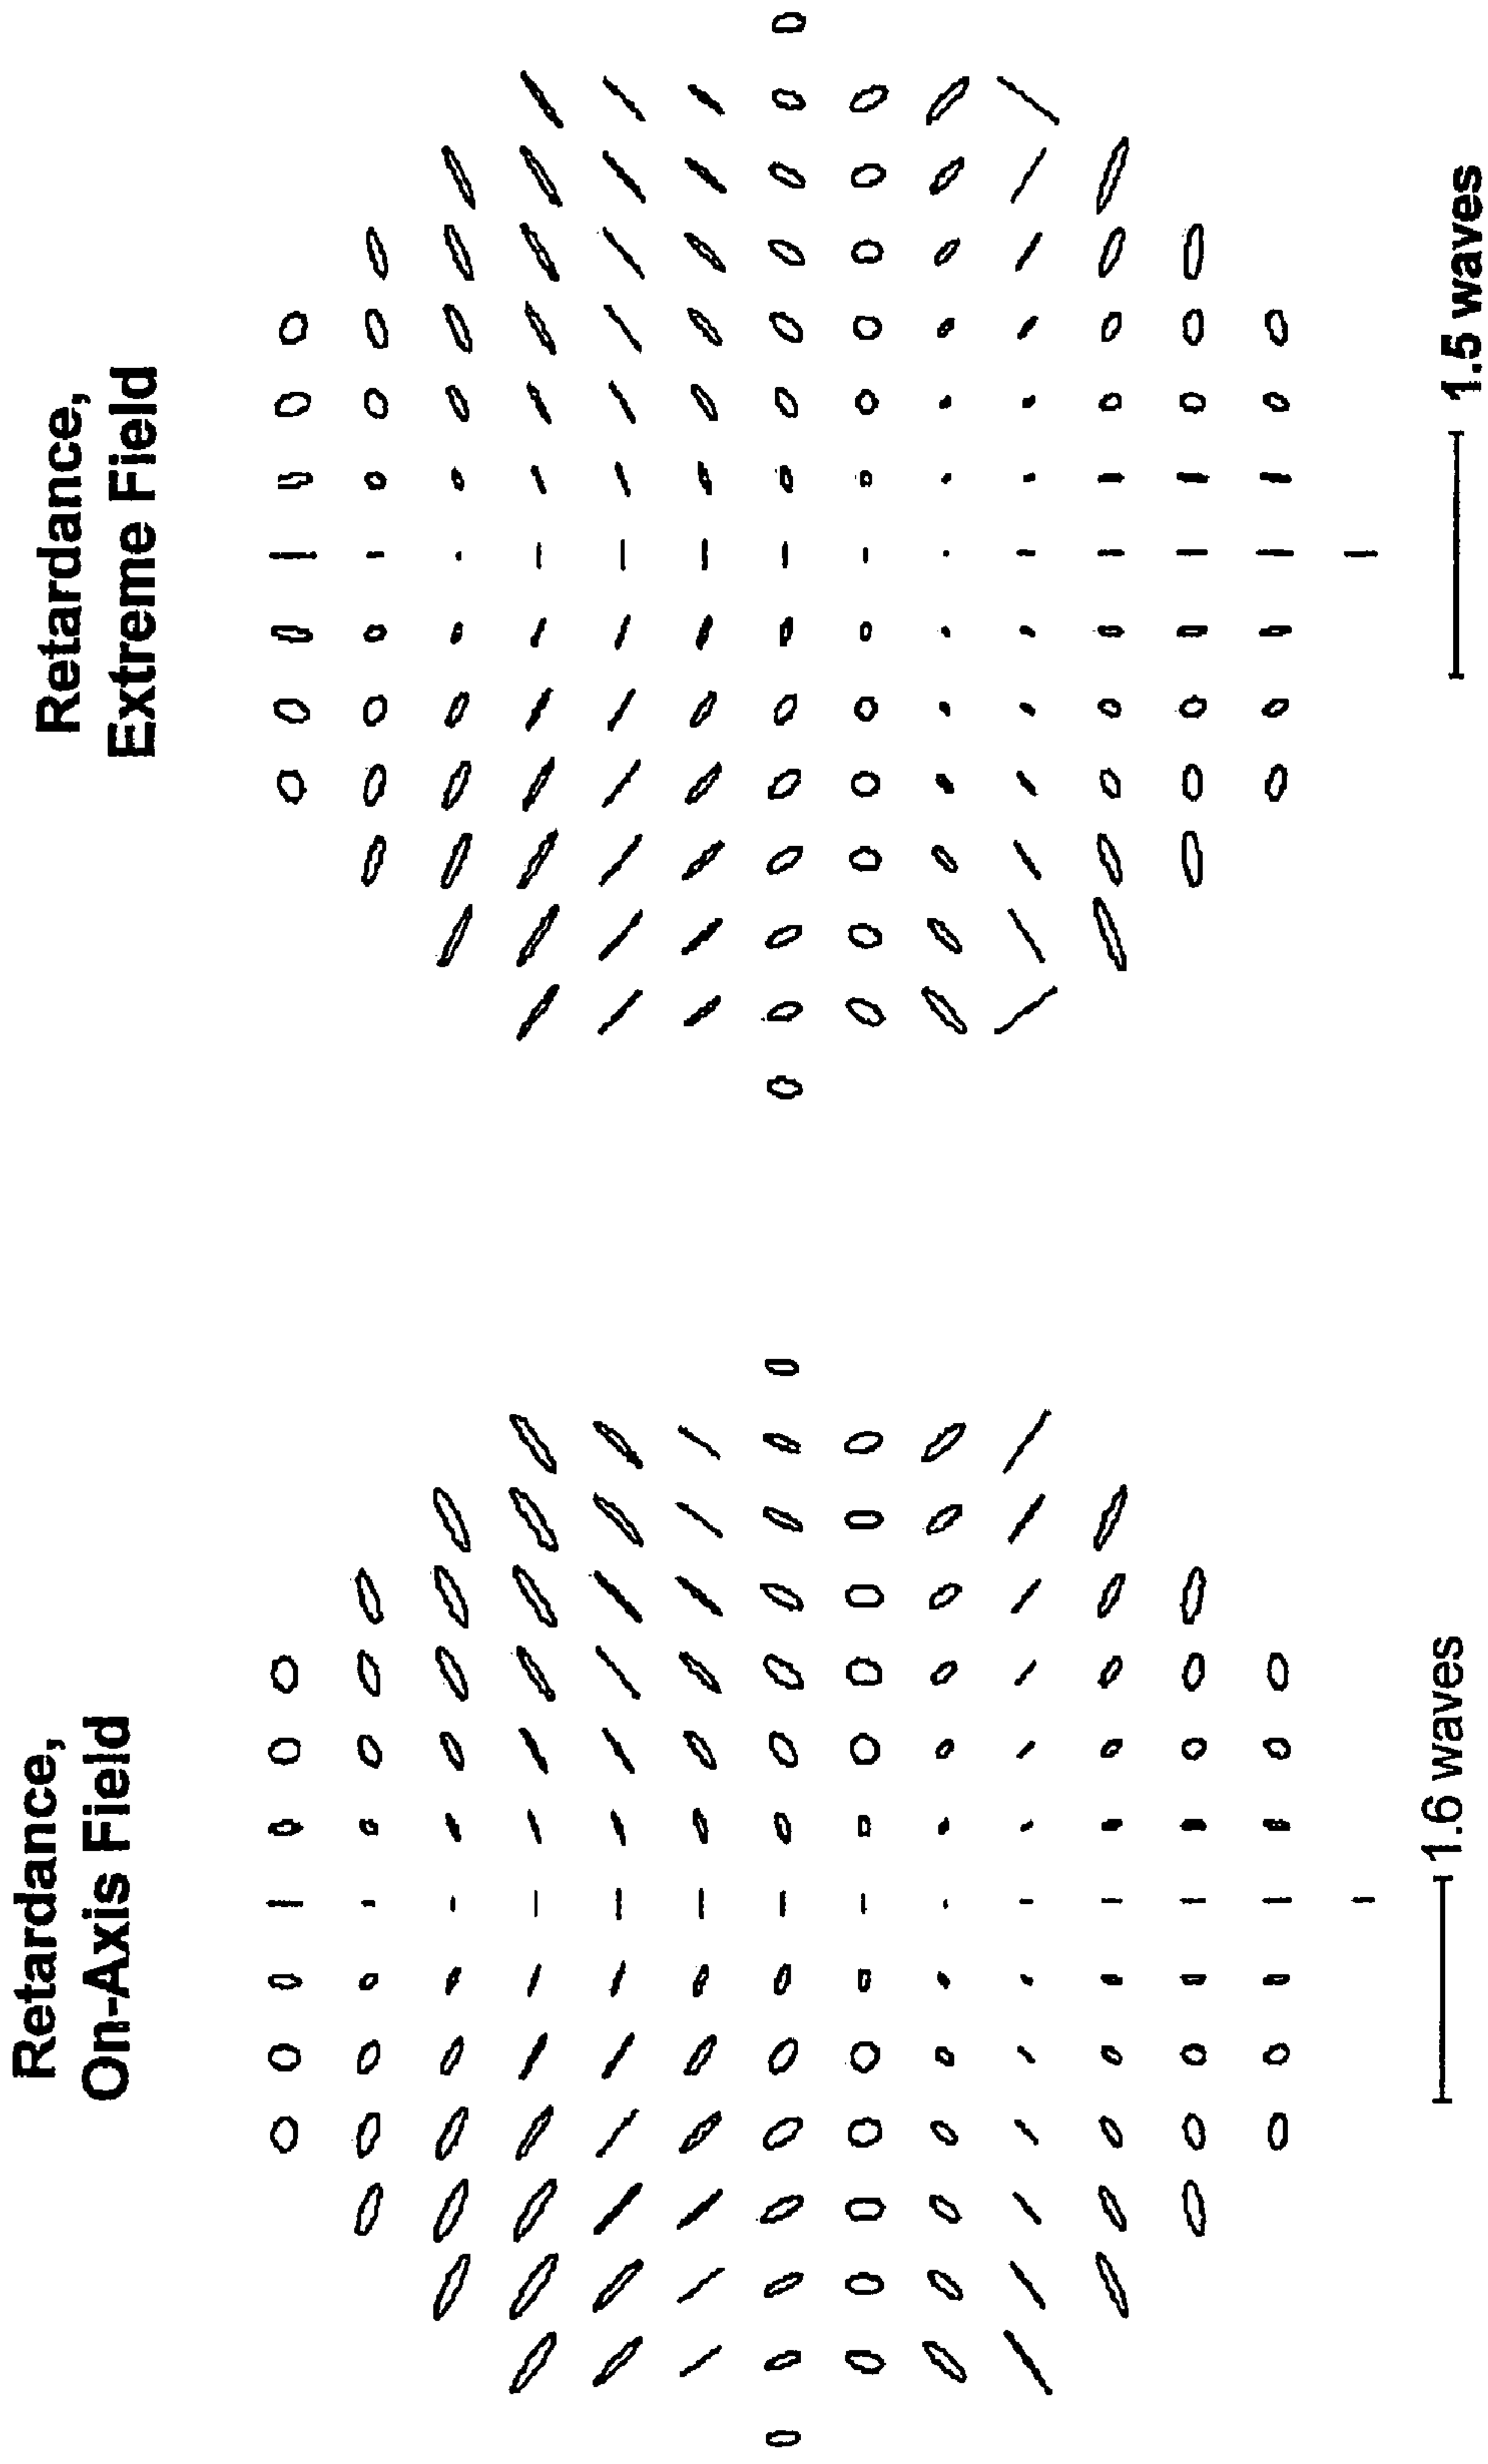 Retardance,
On-Axis Field
1.6 waves
Retardance,
Extreme Field
1.5 waves